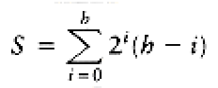 S = \sum_{i=0}^{h} 2^i (h - i)